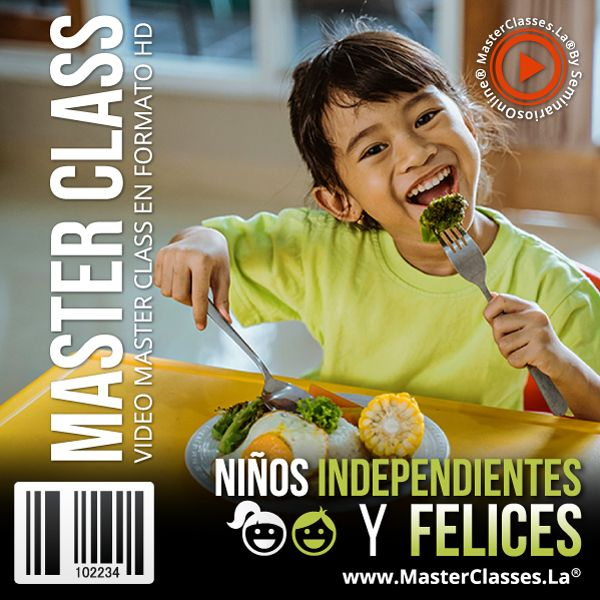 MASTER CLASS
VIDEO MASTER CLASS EN FORMATO HD
MasterClasses.La® By SeminariosOnline®
NIÑOS INDEPENDIENTES
Y FELICES
102234
www.MasterClasses.La®